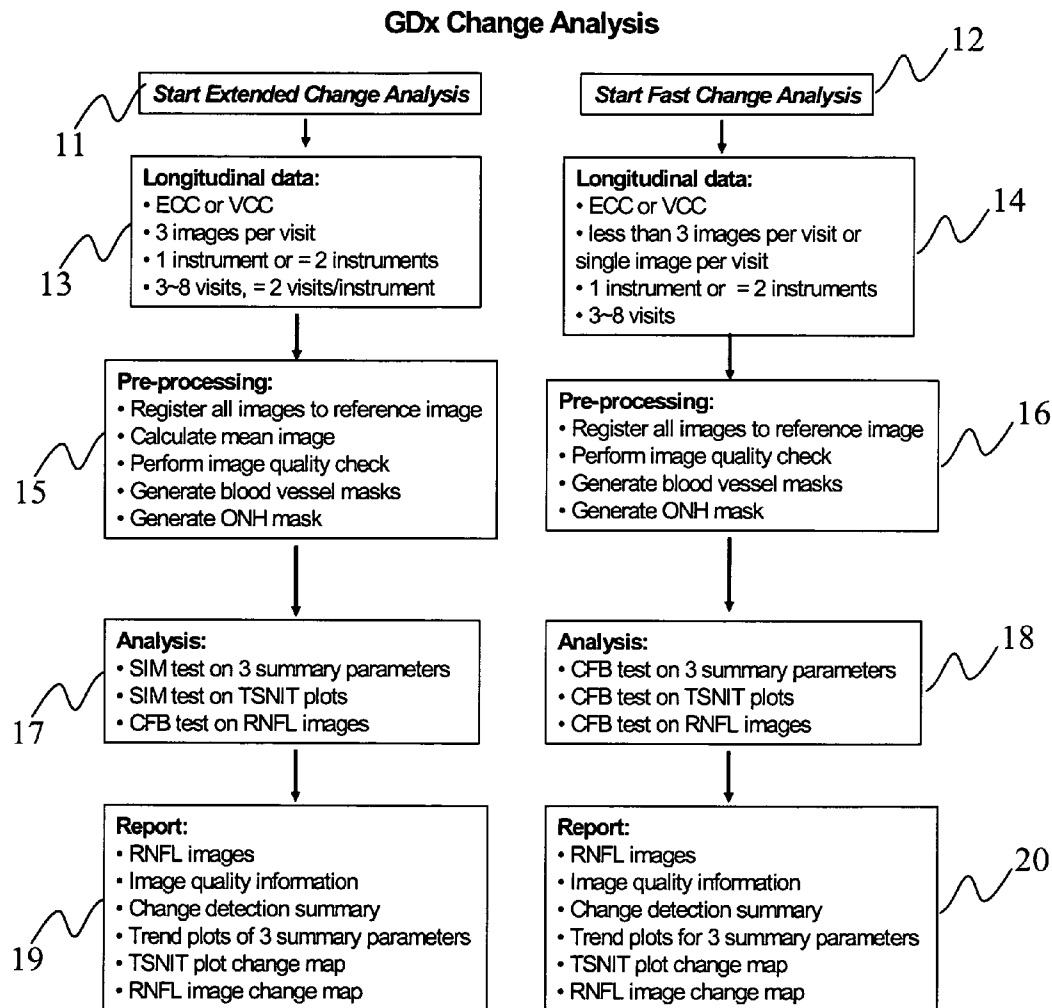 GDx Change Analysis
11
Start Extended Change Analysis
13
Longitudinal data:
• ECC or VCC
• 3 images per visit
• 1 instrument or = 2 instruments
• 3~8 visits, = 2 visits/instrument
15
Pre-processing:
• Register all images to reference image
• Calculate mean image
• Perform image quality check
• Generate blood vessel masks
• Generate ONH mask
17
Analysis:
• SIM test on 3 summary parameters
• SIM test on TSNIT plots
• CFB test on RNFL images
19
Report:
• RNFL images
• Image quality information
• Change detection summary
• Trend plots of 3 summary parameters
• TSNIT plot change map
• RNFL image change map
12
Start Fast Change Analysis
14
Longitudinal data:
• ECC or VCC
• less than 3 images per visit or
single image per visit
• 1 instrument or = 2 instruments
• 3~8 visits
16
Pre-processing:
• Register all images to reference image
• Perform image quality check
• Generate blood vessel masks
• Generate ONH mask
18
Analysis:
• CFB test on 3 summary parameters
• CFB test on TSNIT plots
• CFB test on RNFL images
20
Report:
• RNFL images
• Image quality information
• Change detection summary
• Trend plots for 3 summary parameters
• TSNIT plot change map
• RNFL image change map